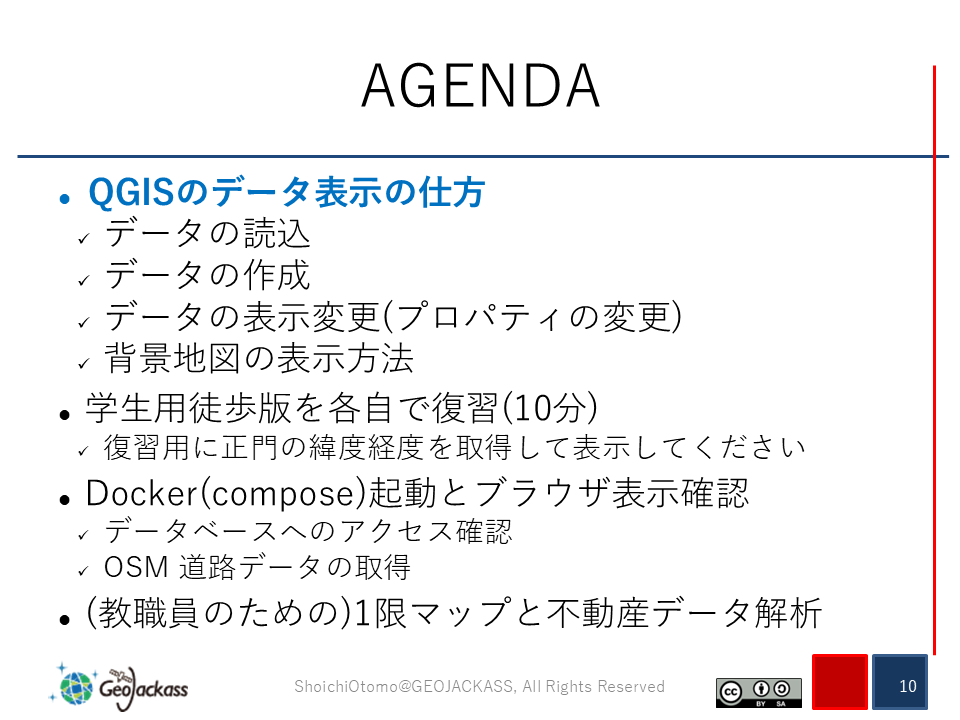 AGENDA
QGISのデータ表示の仕方
データの読込
データの作成
データの表示変更(プロパティの変更)
背景地図の表示方法
学生用徒歩版を各自で復習(10分)
復習用に正門の緯度経度を取得して表示してください
Docker(compose)起動とブラウザ表示確認
データベースへのアクセス確認
OSM 道路データの取得
(教職員のための)1限マップと不動産データ解析
GeoJackass
ShoichiOtomo@GEOJACKASS, All Rights Reserved
cc BY SA
10